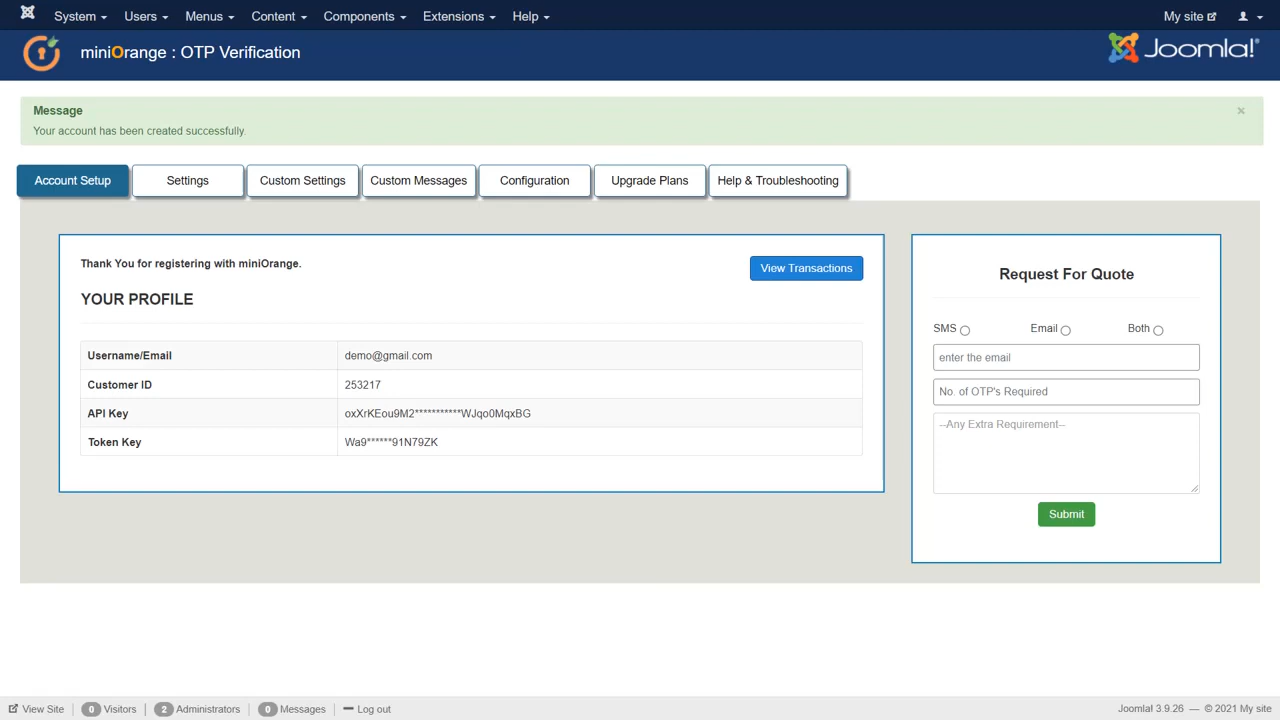 System Users Menus Content Components Extensions Help My site
miniOrange : OTP Verification Joomla!®
Message ×
Your account has been created successfully.
Account Setup Settings Custom Settings Custom Messages Configuration Upgrade Plans Help & Troubleshooting
Thank You for registering with miniOrange.
View Transactions
YOUR PROFILE
Username/Email demo@gmail.com
Customer ID 253217
API Key oxXrKEou9M2***********WJqo0MqxBG
Token Key Wa9******91N79ZK
Request For Quote
SMS Email Both
enter the email
No. of OTP's Required
--Any Extra Requirement--
Submit
View Site 0 Visitors 2 Administrators 0 Messages Log out Joomla! 3.9.26 — © 2021 My site